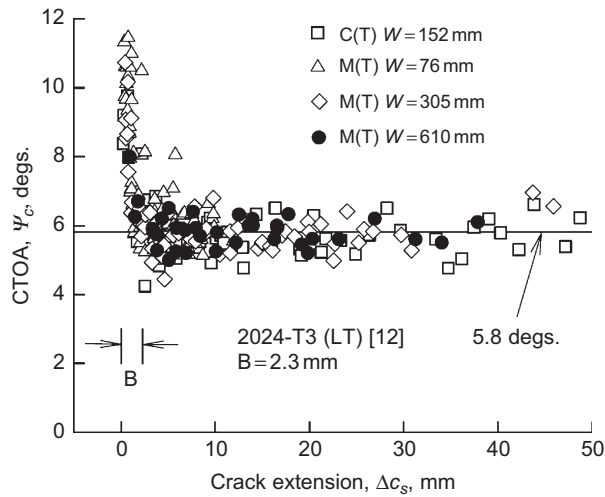 12
10
8
6
4
2
0
CTOA, Ψc, degs.
C(T) W = 152 mm
M(T) W = 76 mm
M(T) W = 305 mm
M(T) W = 610 mm
2024-T3 (LT) [12]
B = 2.3 mm
B
5.8 degs.
0 10 20 30 40 50
Crack extension, Δcs, mm